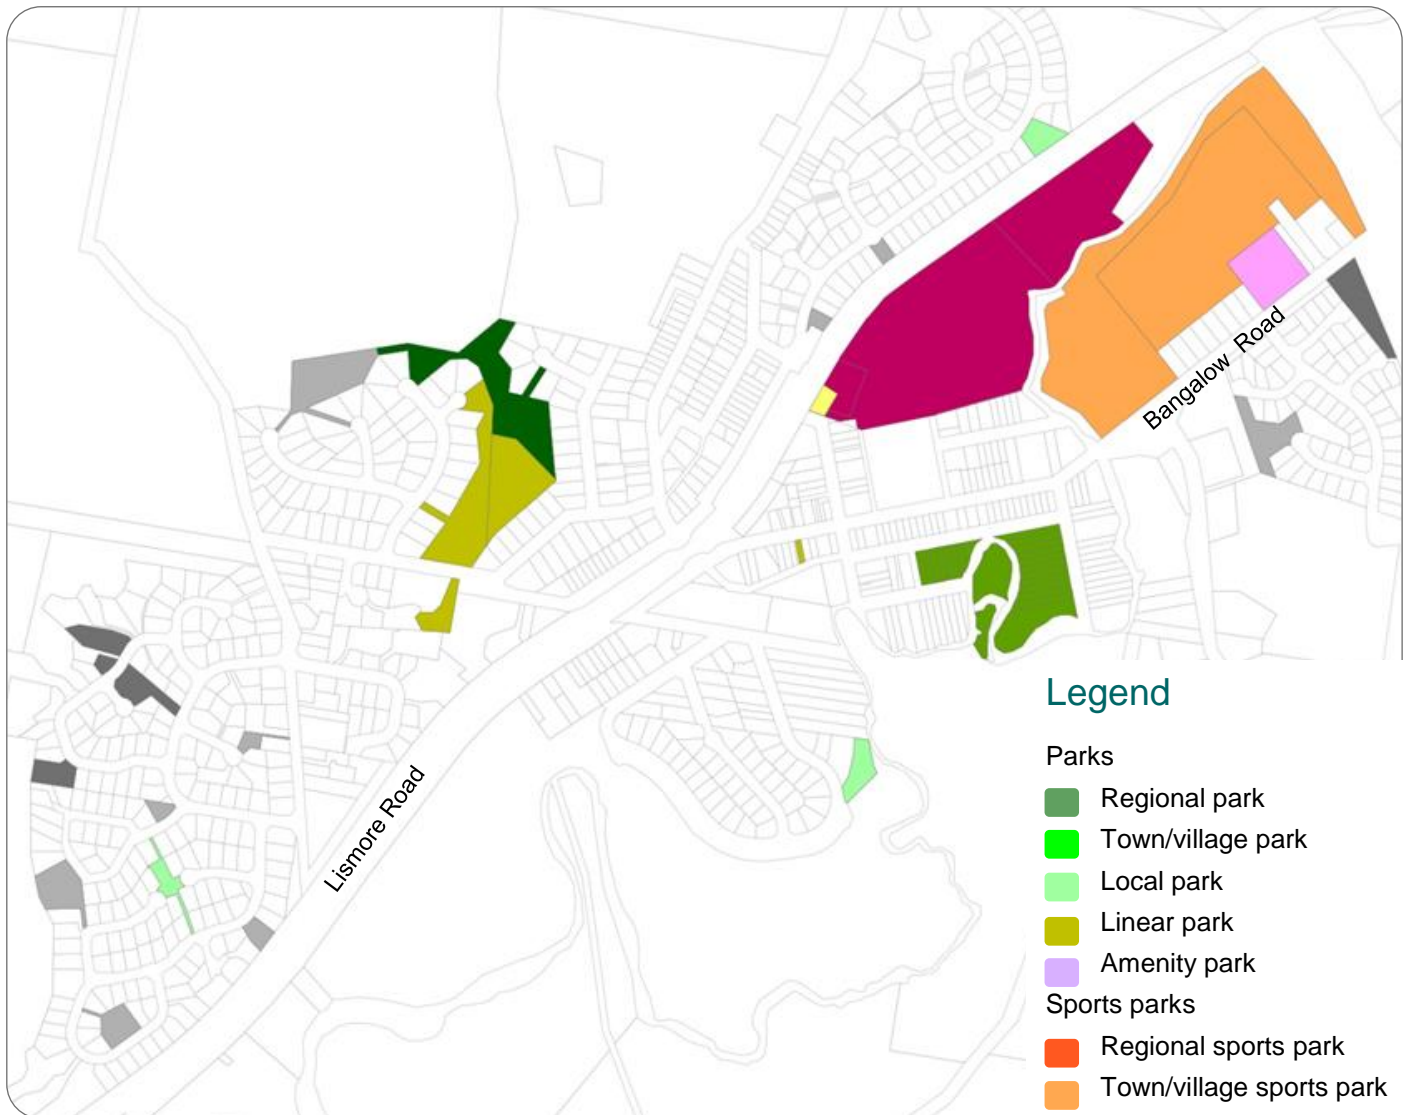 Bangalow Road
Lismore Road
Legend
Parks
Regional park
Town/village park
Local park
Linear park
Amenity park
Sports parks
Regional sports park
Town/village sports park